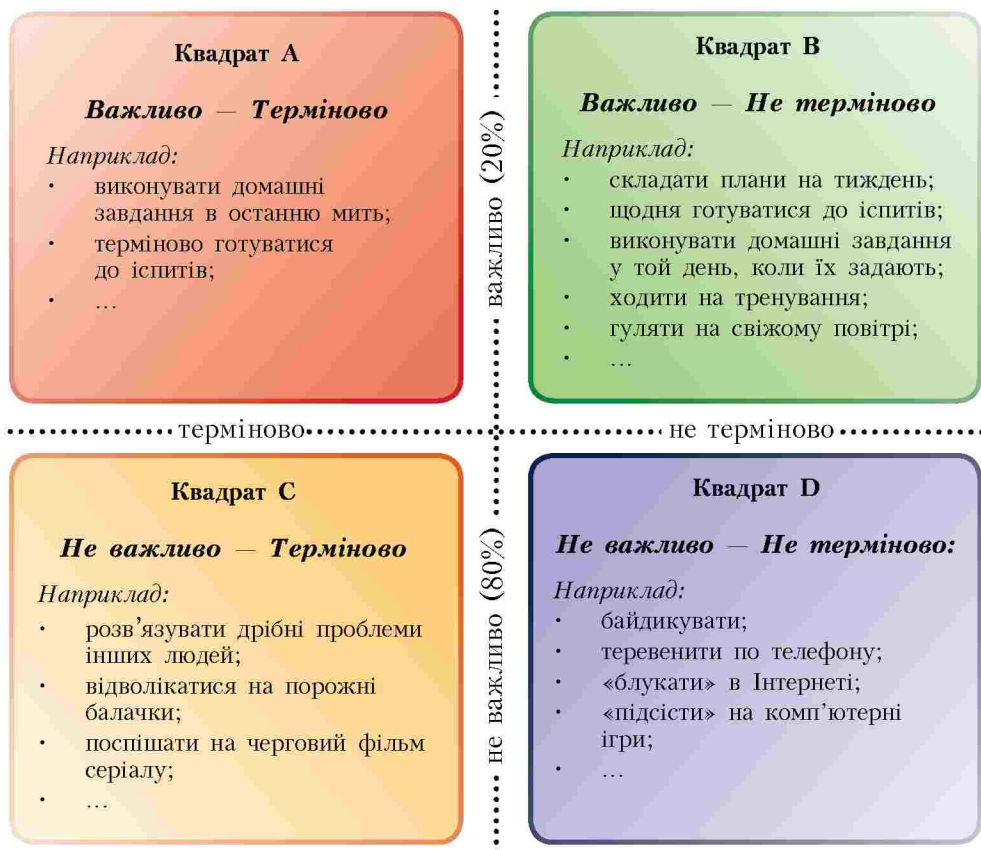 Квадрат А
Важливо — Терміново
Наприклад:
· виконувати домашні
завдання в останню мить;
· терміново готуватися
до іспитів;
· ...
важливо (20%)
Квадрат В
Важливо — Не терміново
Наприклад:
· складати плани на тиждень;
· щодня готуватися до іспитів;
· виконувати домашні завдання
у той день, коли їх задають;
· ходити на тренування;
· гуляти на свіжому повітрі;
· ...
терміново
не терміново
Квадрат С
Не важливо — Терміново
Наприклад:
· розв’язувати дрібні проблеми
інших людей;
· відволікатися на порожні
балачки;
· поспішати на черговий фільм
серіалу;
· ...
не важливо (80%)
Квадрат D
Не важливо — Не терміново:
Наприклад:
· байдикувати;
· теревенити по телефону;
· «блукати» в Інтернеті;
· «підсісти» на комп’ютерні
ігри;
· ...